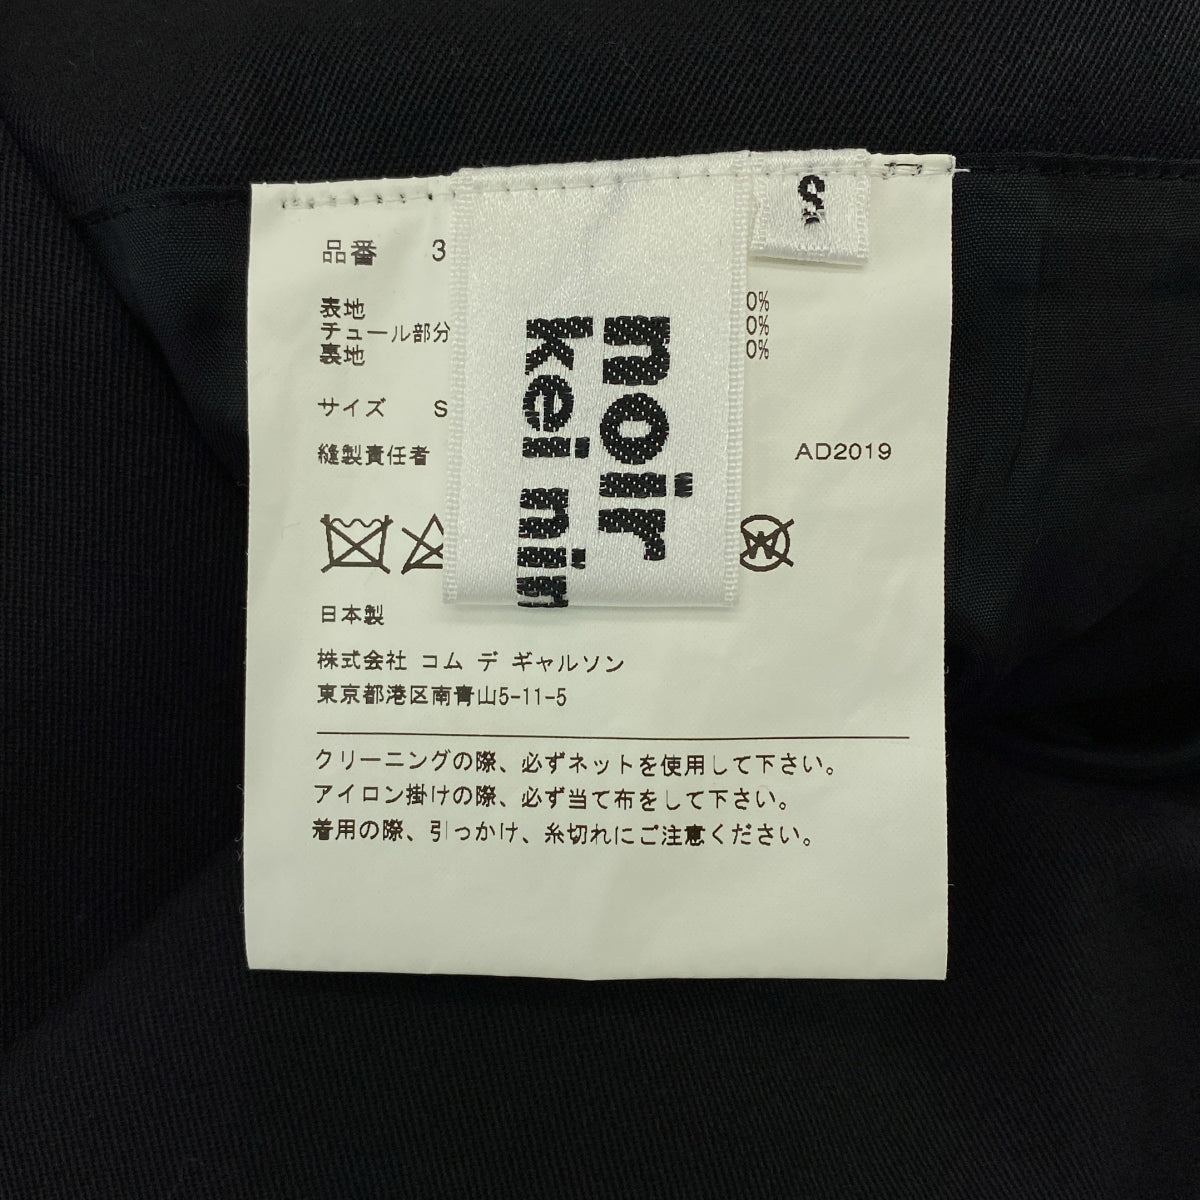 品番 3
表地 0%
チュール部分 0%
裏地 0%
サイズ S
縫製責任者 AD2019
日本製
株式会社 コム デ ギャルソン
東京都港区南青山5-11-5
クリーニングの際、必ずネットを使用して下さい。
アイロン掛けの際、必ず当て布をして下さい。
着用の際、引っかけ、糸切れにご注意ください。
noir
kei nin
S
W